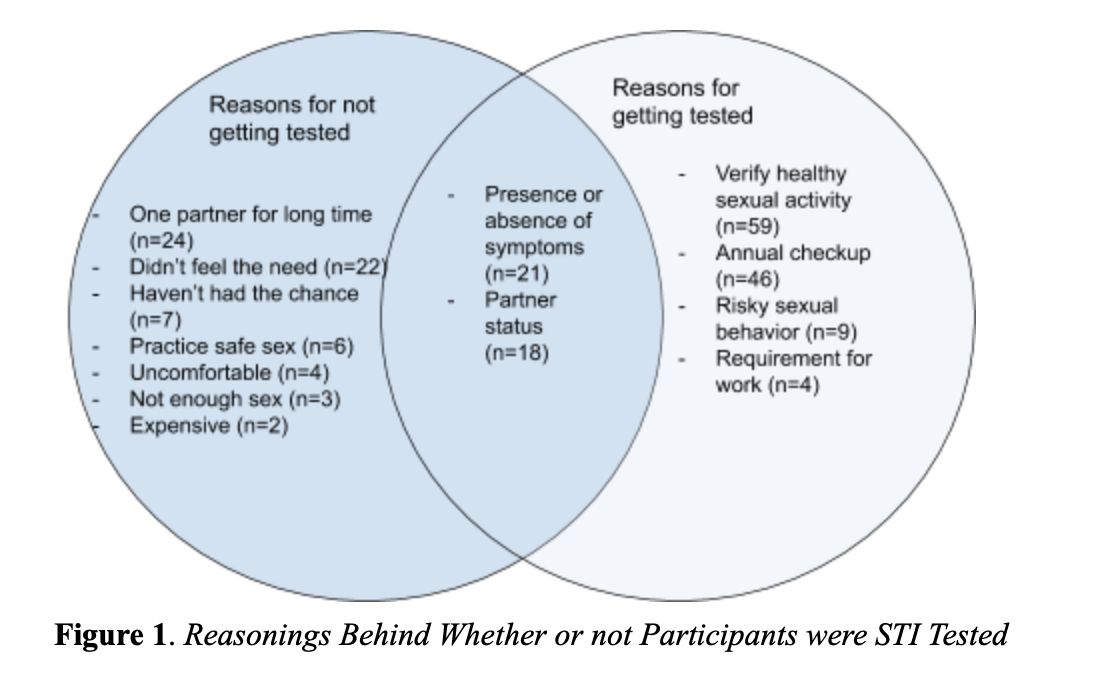 Reasons for not
getting tested
- One partner for long time
(n=24)
- Didn't feel the need (n=22)
- Haven't had the chance
(n=7)
- Practice safe sex (n=6)
- Uncomfortable (n=4)
- Not enough sex (n=3)
- Expensive (n=2)
- Presence or
absence of
symptoms
(n=21)
- Partner
status
(n=18)
Reasons for
getting tested
- Verify healthy
sexual activity
(n=59)
- Annual checkup
(n=46)
- Risky sexual
behavior (n=9)
- Requirement for
work (n=4)
Figure 1. Reasonings Behind Whether or not Participants were STI Tested